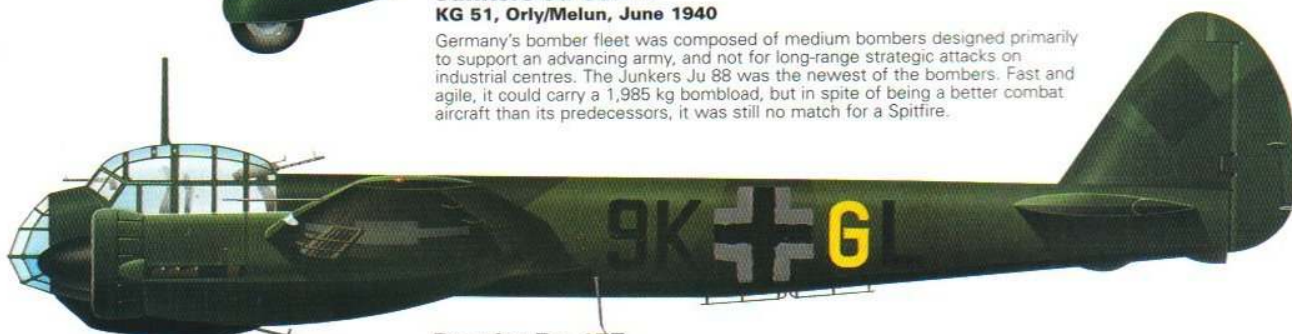 KG 51, Orly/Melun, June 1940
Germany's bomber fleet was composed of medium bombers designed primarily
to support an advancing army, and not for long-range strategic attacks on
industrial centres. The Junkers Ju 88 was the newest of the bombers. Fast and
agile, it could carry a 1,985 kg bombload, but in spite of being a better combat
aircraft than its predecessors, it was still no match for a Spitfire.
9K GL